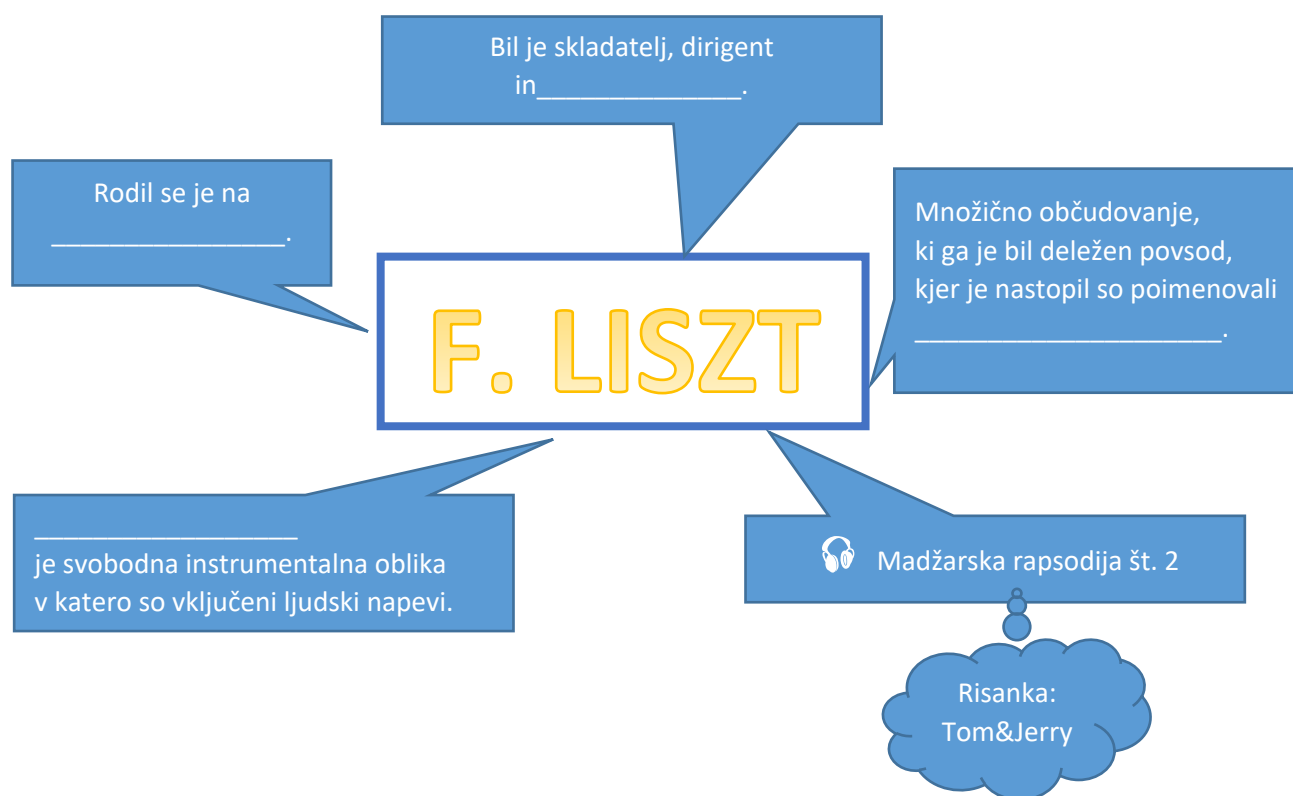 Bil je skladatelj, dirigent
in______________.
Rodil se je na
________________.
Množično občudovanje,
ki ga je bil deležen povsod,
kjer je nastopil so poimenovali
_____________________.
F. LISZT
__________________
je svobodna instrumentalna oblika
v katero so vključeni ljudski napevi.
Madžarska rapsodija št. 2
Risanka:
Tom&Jerry